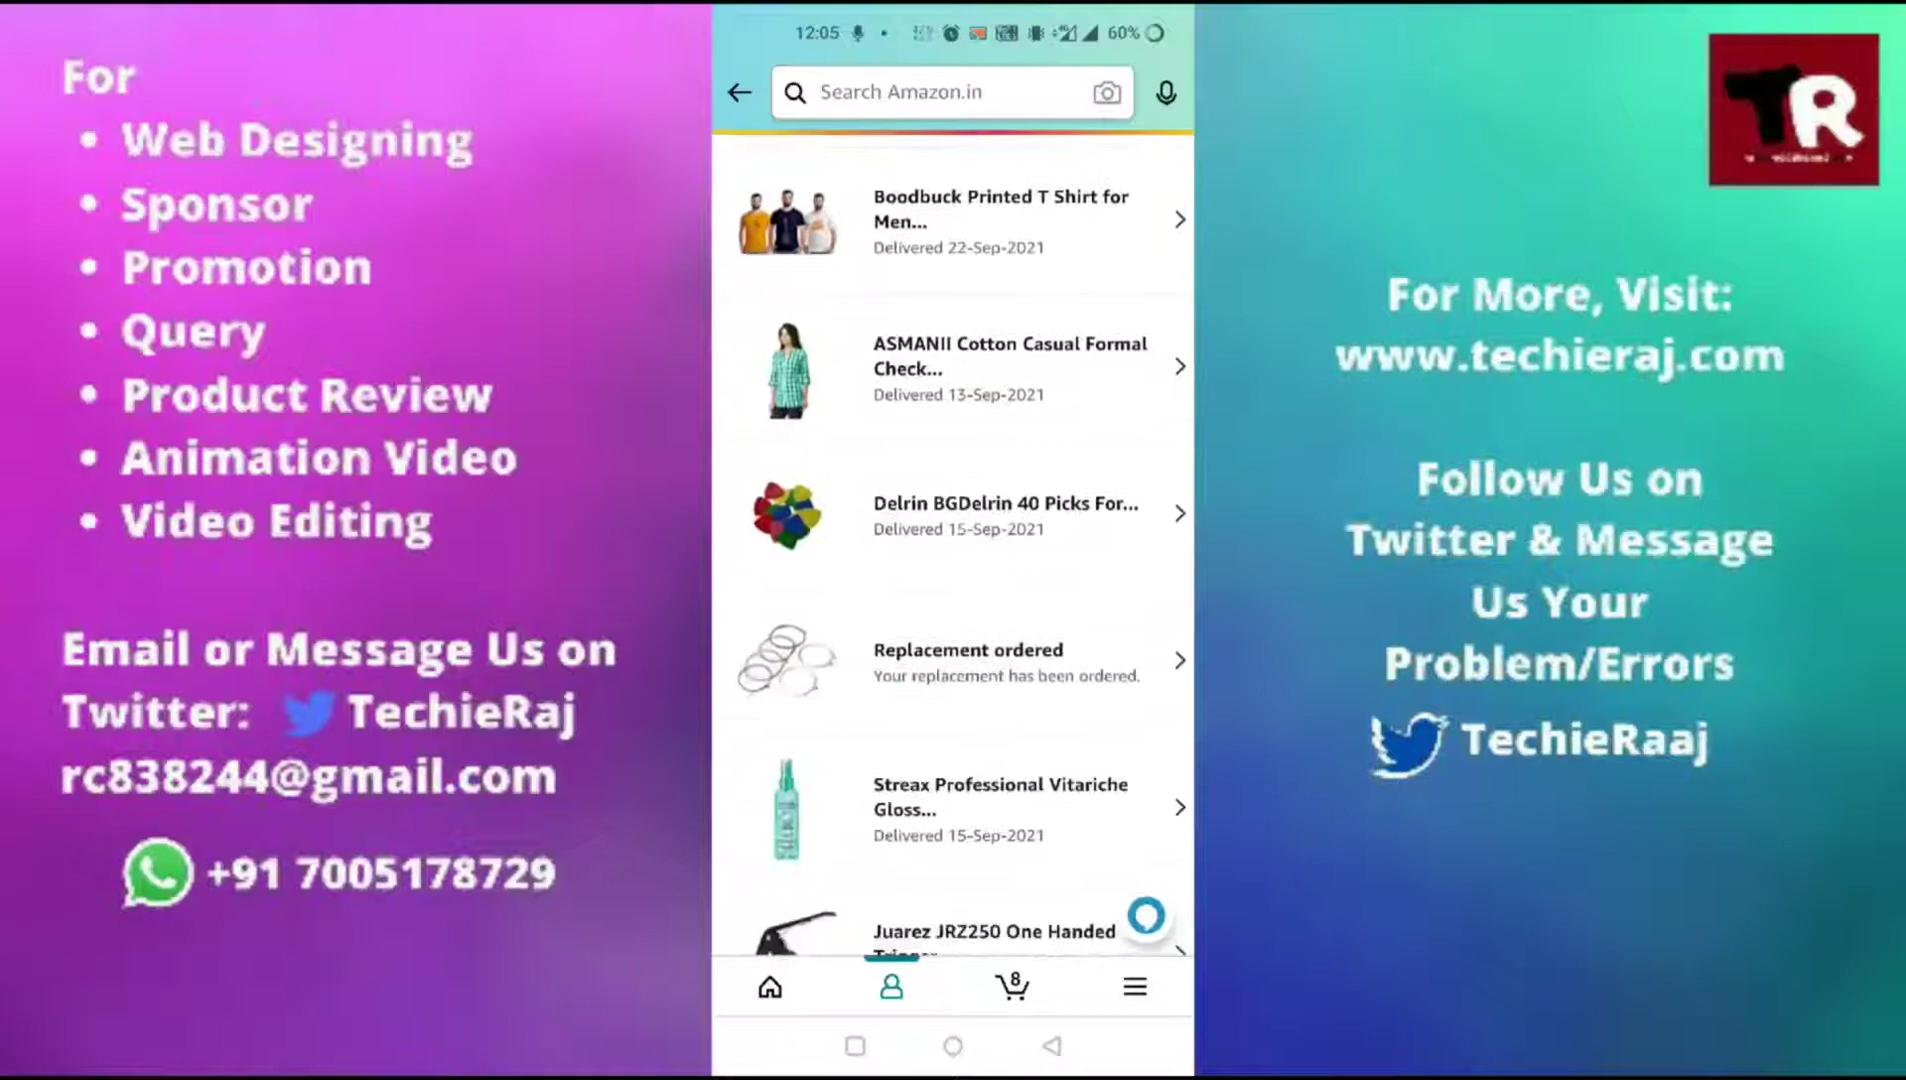 For
• Web Designing
• Sponsor
• Promotion
• Query
• Product Review
• Animation Video
• Video Editing
Email or Message Us on
Twitter: TechieRaj
rc838244@gmail.com
+91 7005178729
12:05
60%
Search Amazon.in
Boodbuck Printed T Shirt for
Men...
Delivered 22-Sep-2021
ASMANII Cotton Casual Formal
Check...
Delivered 13-Sep-2021
Delrin BGDelrin 40 Picks For...
Delivered 15-Sep-2021
Replacement ordered
Your replacement has been ordered.
Streax Professional Vitariche
Gloss...
Delivered 15-Sep-2021
Juarez JRZ250 One Handed
Trigger
8
TR
For More, Visit:
www.techieraj.com
Follow Us on
Twitter & Message
Us Your
Problem/Errors
TechieRaaj